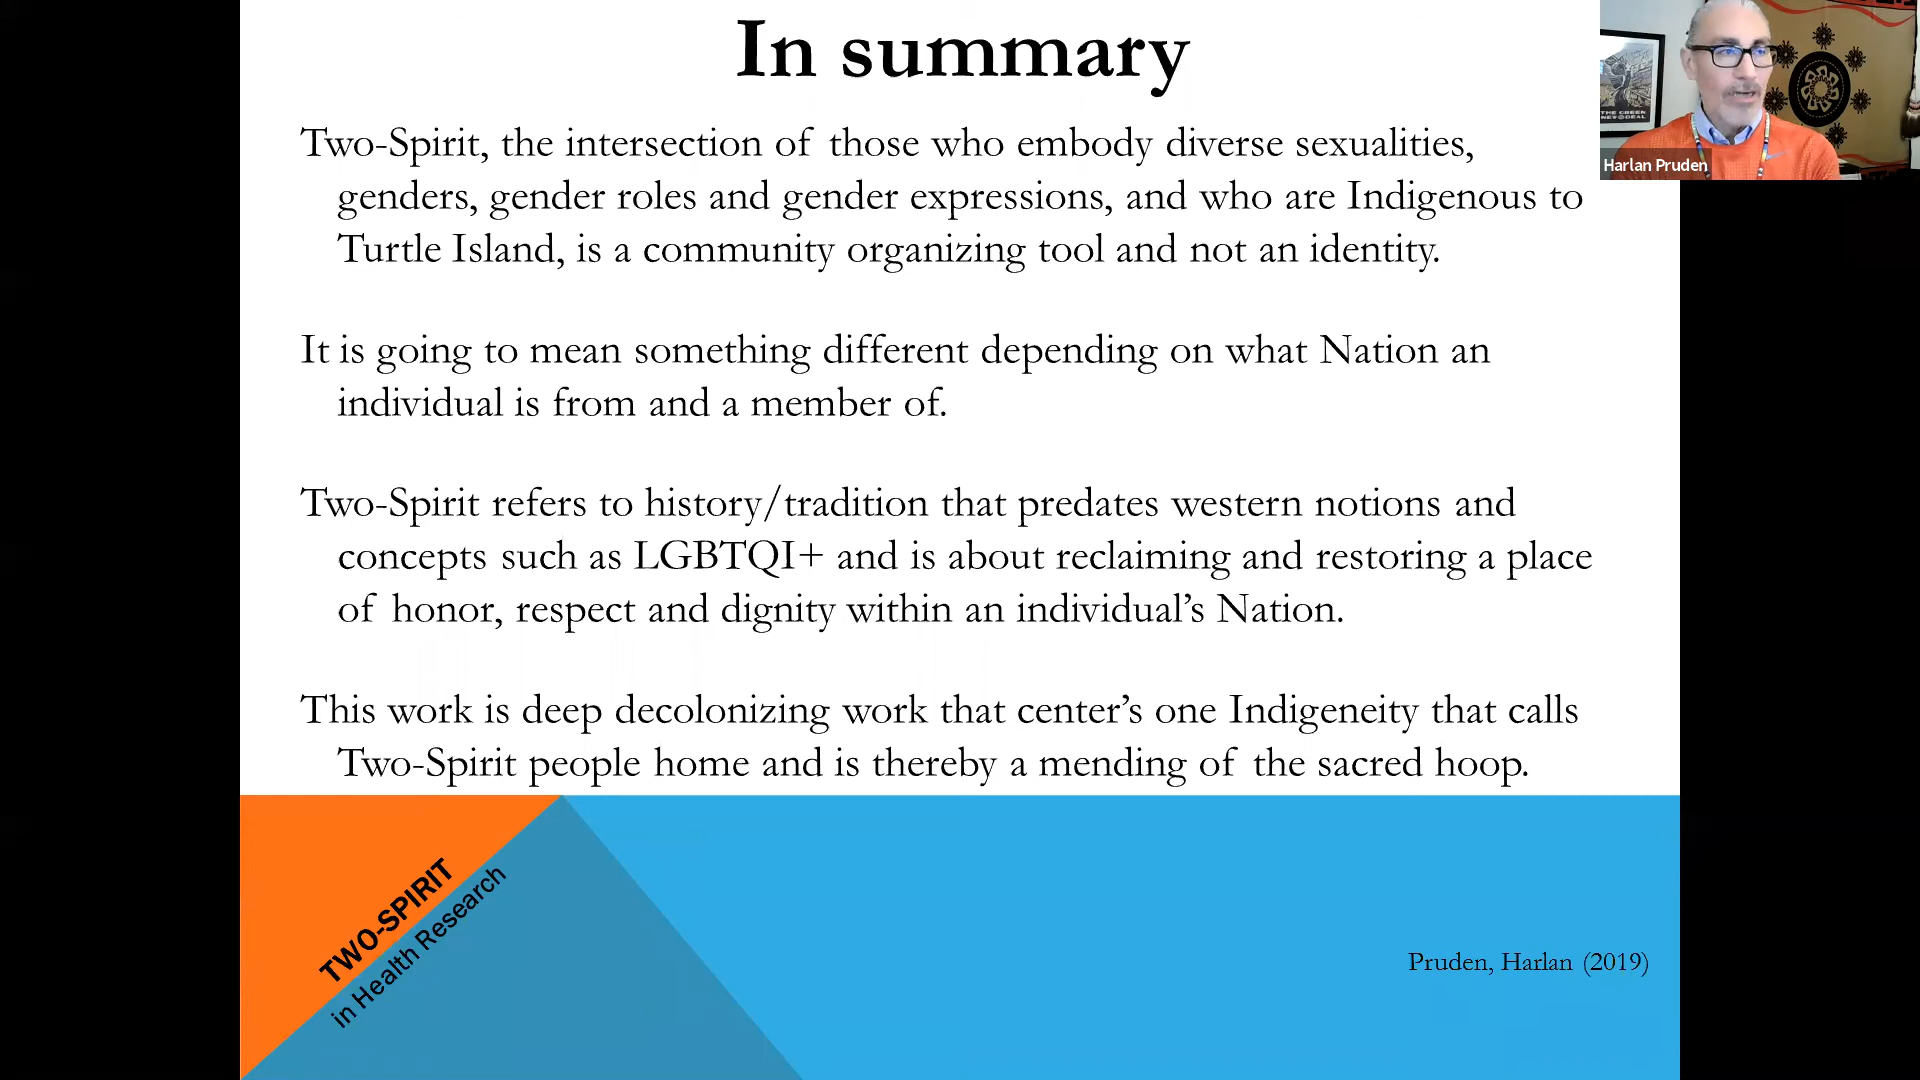 In summary
Two-Spirit, the intersection of those who embody diverse sexualities,
genders, gender roles and gender expressions, and who are Indigenous to
Turtle Island, is a community organizing tool and not an identity.
It is going to mean something different depending on what Nation an
individual is from and a member of.
Two-Spirit refers to history/tradition that predates western notions and
concepts such as LGBTQI+ and is about reclaiming and restoring a place
of honor, respect and dignity within an individual’s Nation.
This work is deep decolonizing work that center’s one Indigeneity that calls
Two-Spirit people home and is thereby a mending of the sacred hoop.
TWO-SPIRIT
in Health Research
Pruden, Harlan (2019)
THE GREEN
NEW DEAL
Harlan Pruden